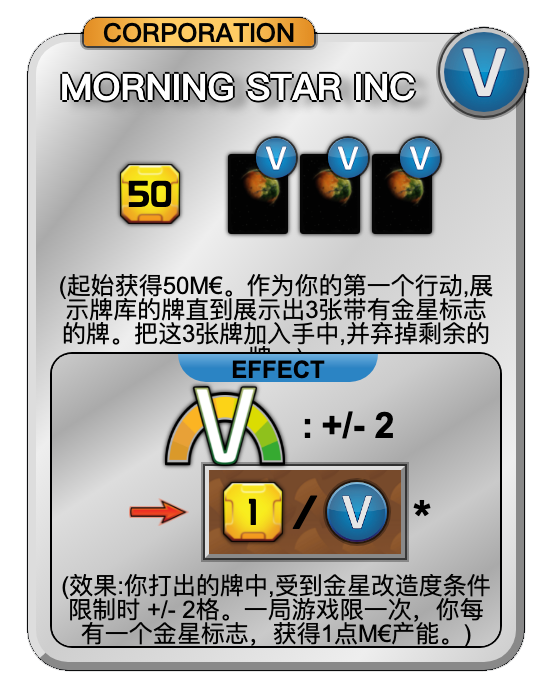 CORPORATION
MORNING STAR INC
V
50
V V V
(起始获得50M€。作为你的第一个行动,展
示牌库的牌直到展示出3张带有金星标志
的牌。把这3张牌加入手中,并弃掉剩余的
EFFECT
V : +/- 2
1 / V *
(效果:你打出的牌中,受到金星改造度条件
限制时 +/- 2格。一局游戏限一次，你每
有一个金星标志，获得1点M€产能。)